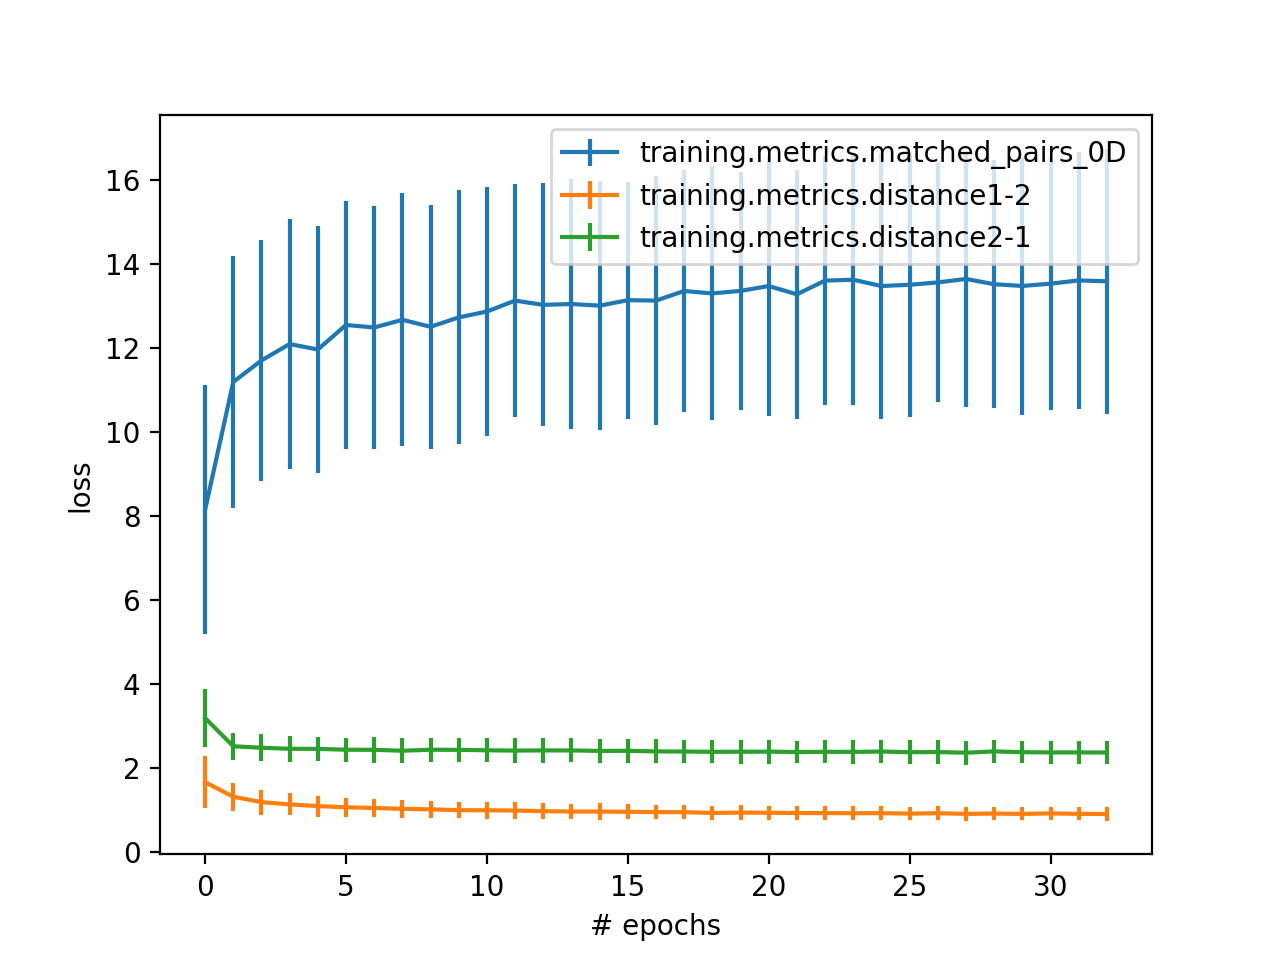 training.metrics.matched_pairs_0D
training.metrics.distance1-2
training.metrics.distance2-1
16
14
12
10
8
6
4
2
0
loss
0 5 10 15 20 25 30
# epochs